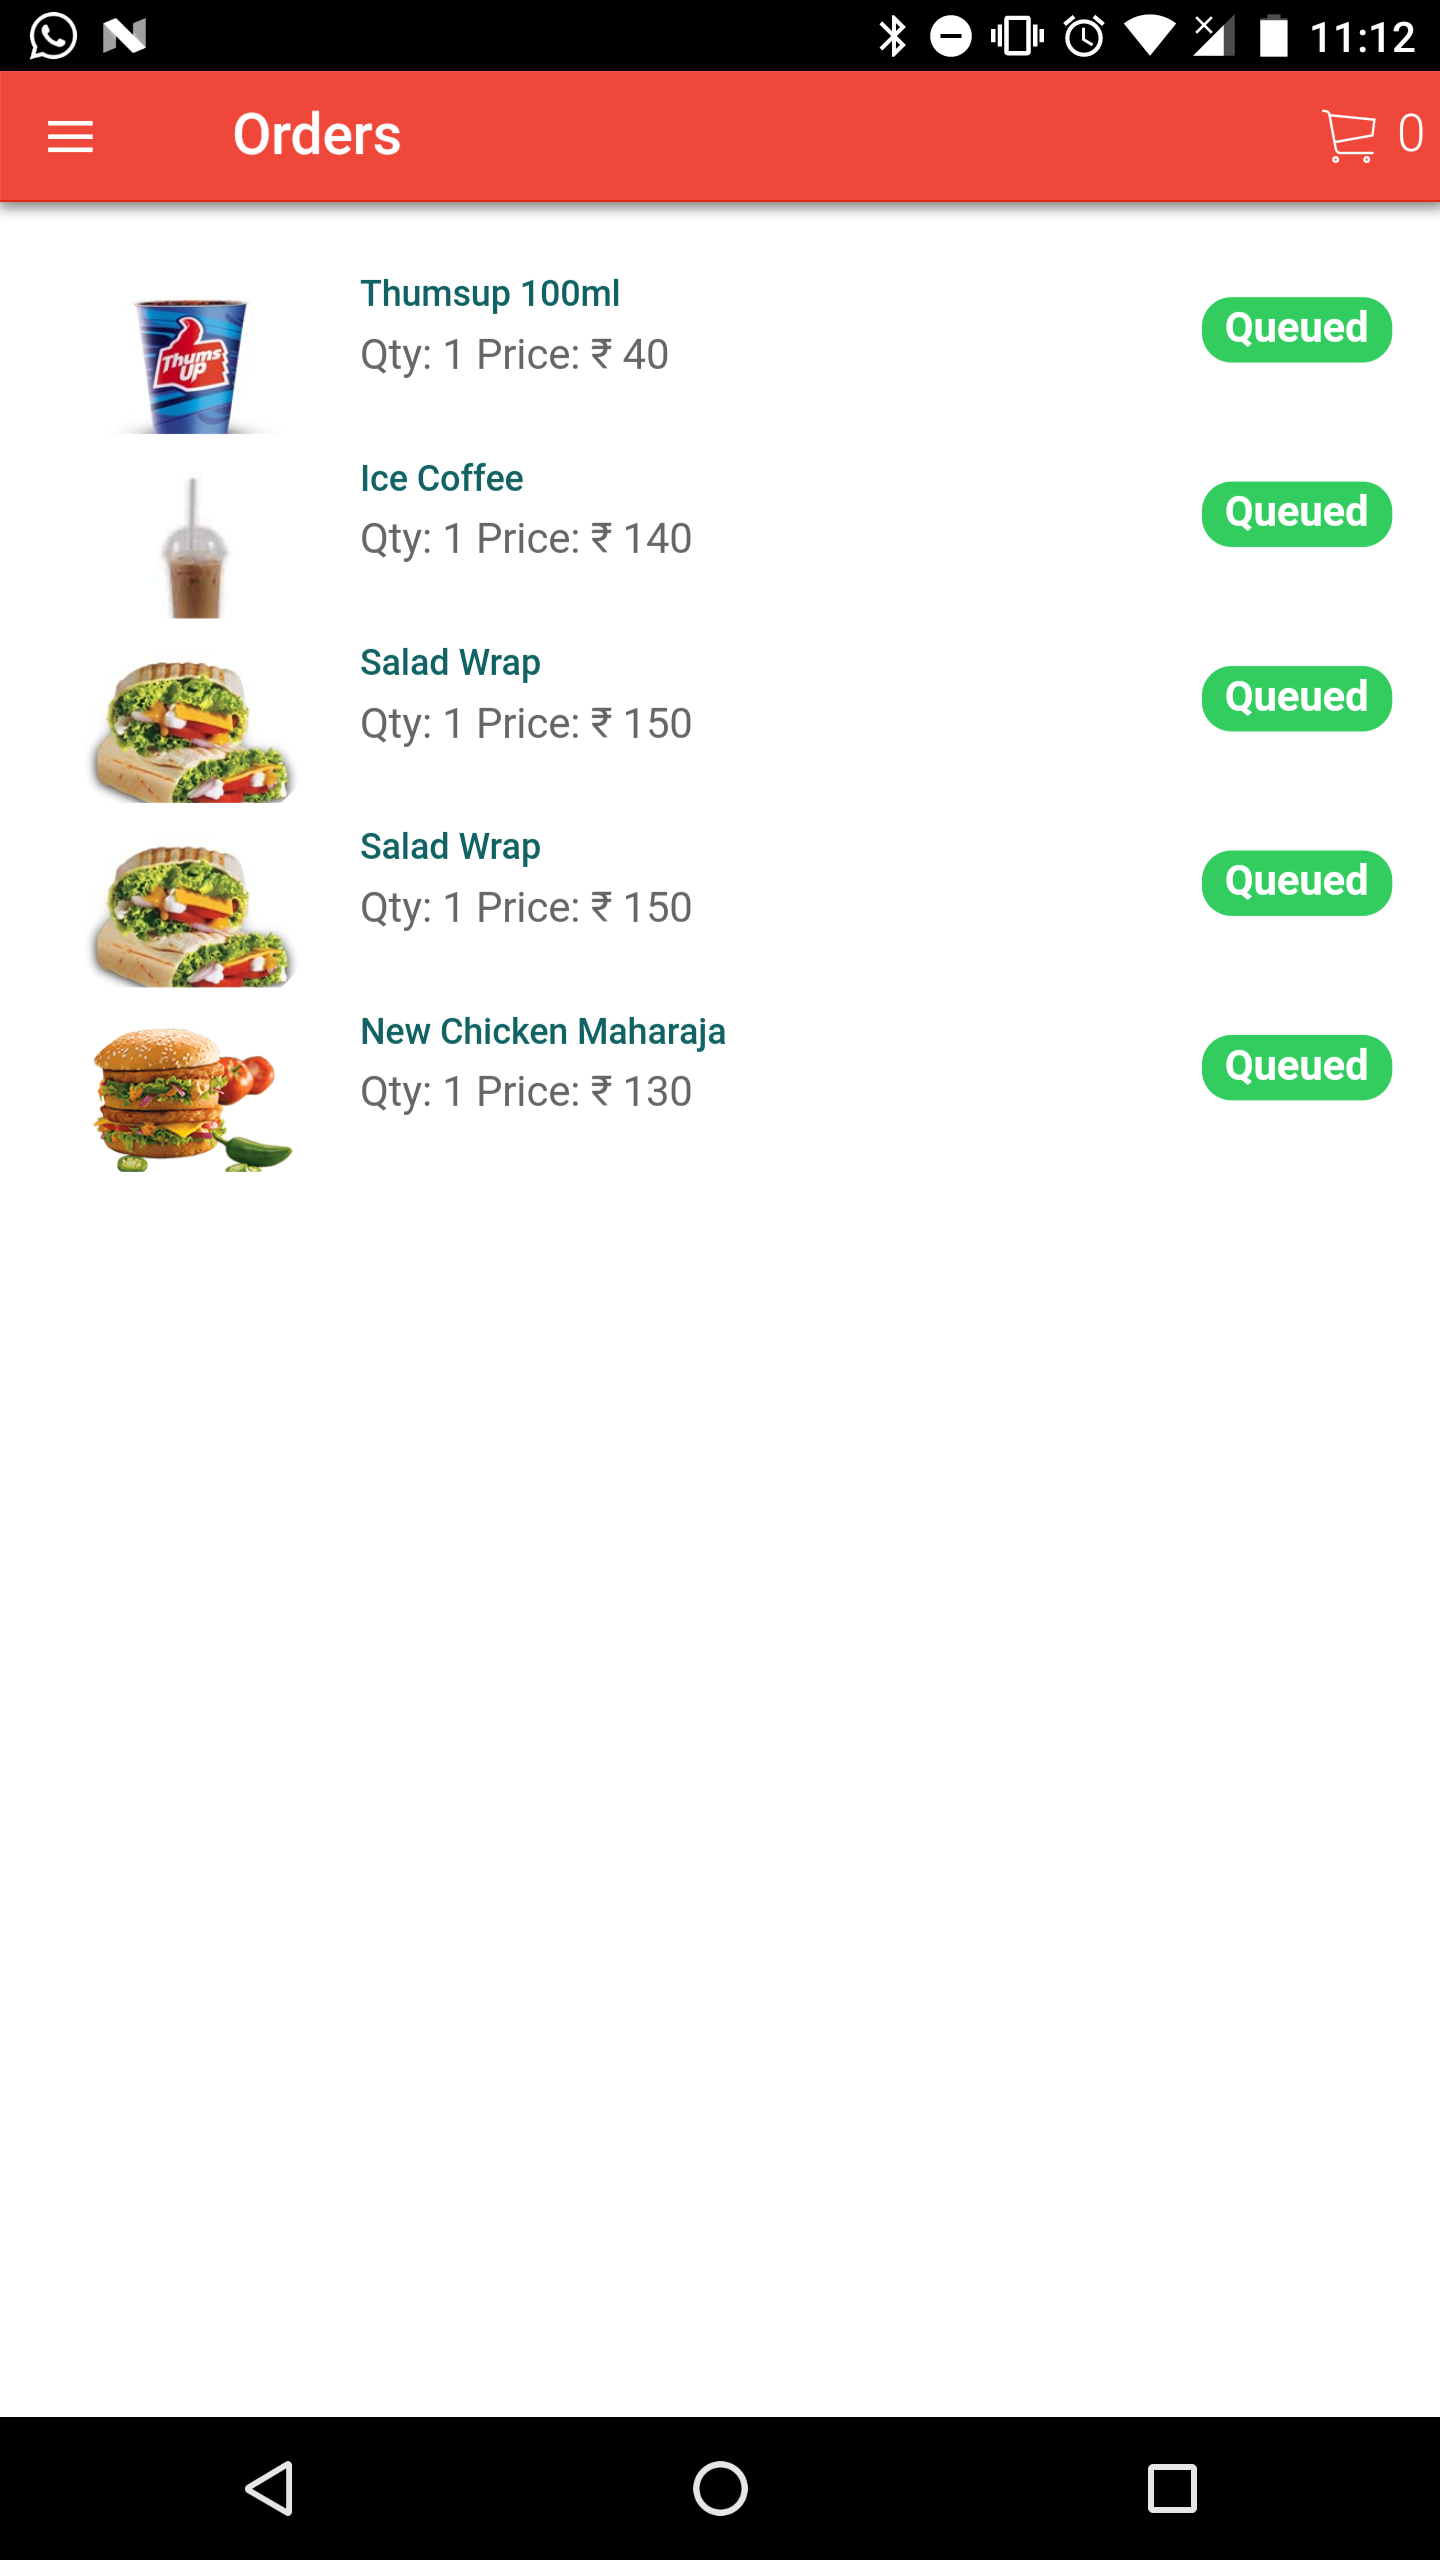 11:12
Orders
0
Thumsup 100ml
Qty: 1 Price: ₹ 40
Queued
Thums
UP
Ice Coffee
Qty: 1 Price: ₹ 140
Queued
Salad Wrap
Qty: 1 Price: ₹ 150
Queued
Salad Wrap
Qty: 1 Price: ₹ 150
Queued
New Chicken Maharaja
Qty: 1 Price: ₹ 130
Queued